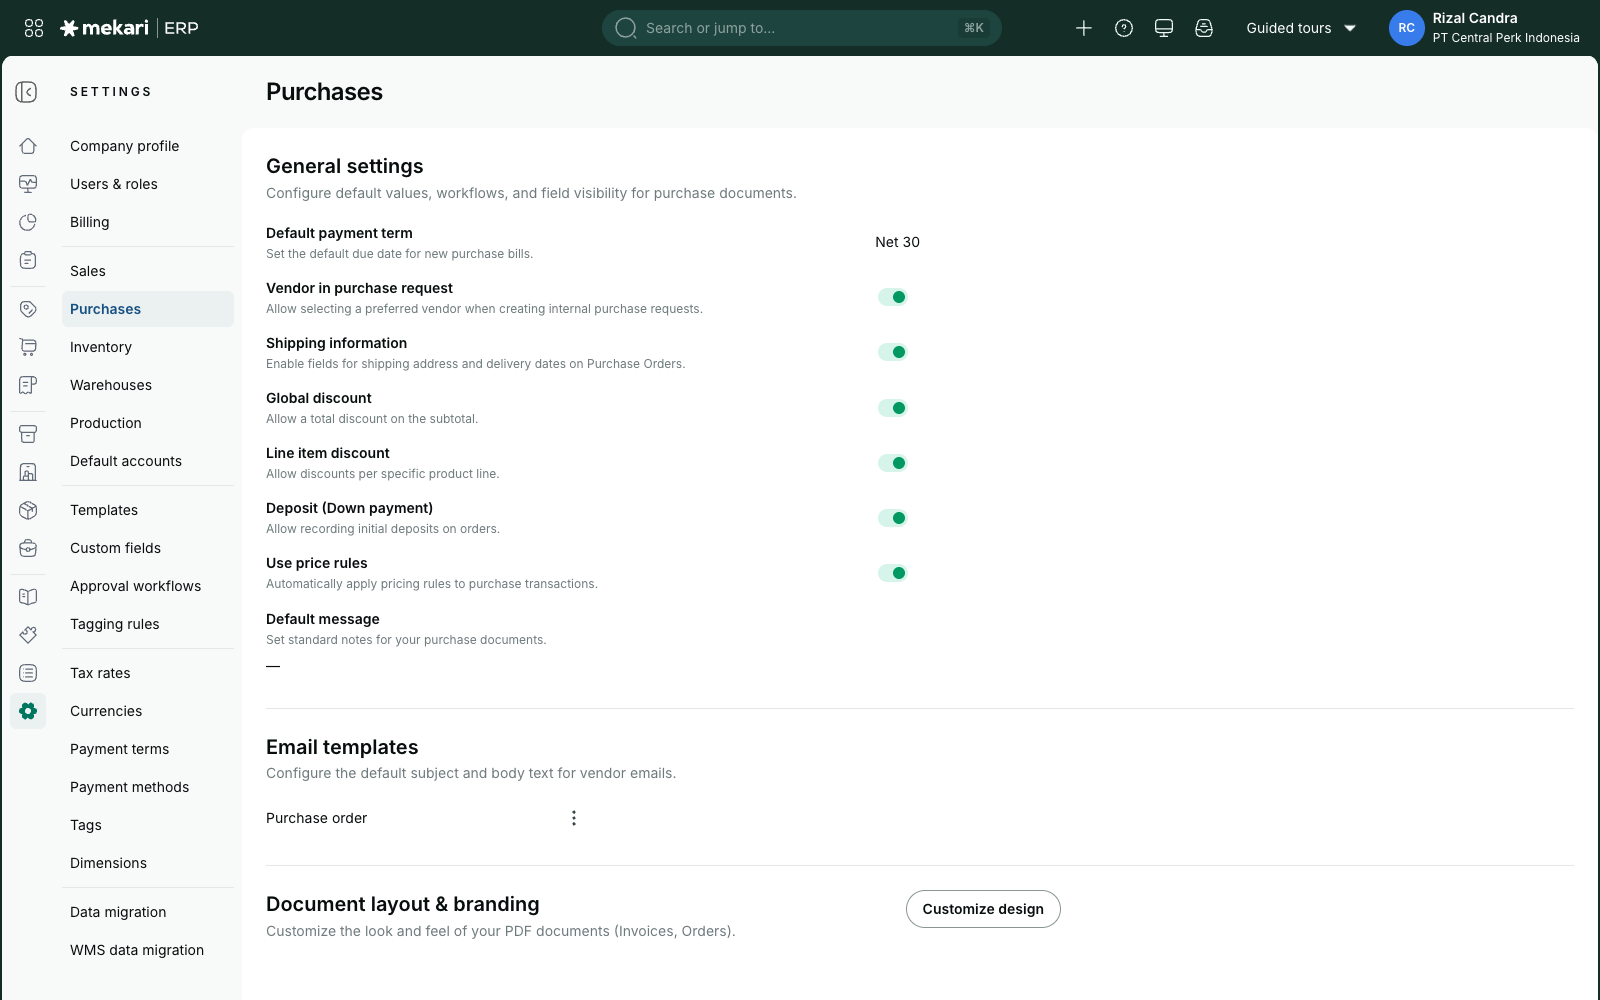 mekari ERP
Search or jump to...
⌘K
Guided tours
RC
Rizal Candra
PT Central Perk Indonesia
SETTINGS
Company profile
Users & roles
Billing
Sales
Purchases
Inventory
Warehouses
Production
Default accounts
Templates
Custom fields
Approval workflows
Tagging rules
Tax rates
Currencies
Payment terms
Payment methods
Tags
Dimensions
Data migration
WMS data migration
Purchases
General settings
Configure default values, workflows, and field visibility for purchase documents.
Default payment term
Set the default due date for new purchase bills.
Net 30
Vendor in purchase request
Allow selecting a preferred vendor when creating internal purchase requests.
Shipping information
Enable fields for shipping address and delivery dates on Purchase Orders.
Global discount
Allow a total discount on the subtotal.
Line item discount
Allow discounts per specific product line.
Deposit (Down payment)
Allow recording initial deposits on orders.
Use price rules
Automatically apply pricing rules to purchase transactions.
Default message
Set standard notes for your purchase documents.
—
Email templates
Configure the default subject and body text for vendor emails.
Purchase order
Document layout & branding
Customize the look and feel of your PDF documents (Invoices, Orders).
Customize design